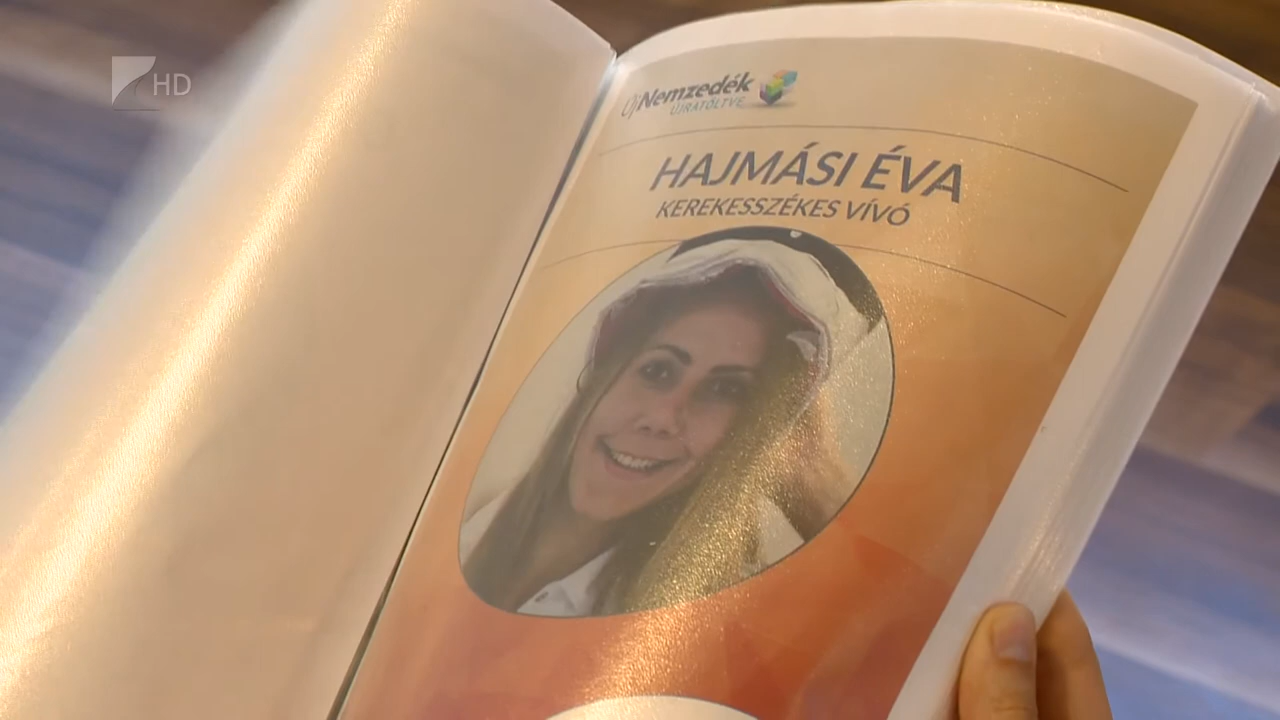 HD
ÚjNemzedék
ÚJRATÖLTVE
HAJMÁSI ÉVA
KEREKESSZÉKES VÍVÓ